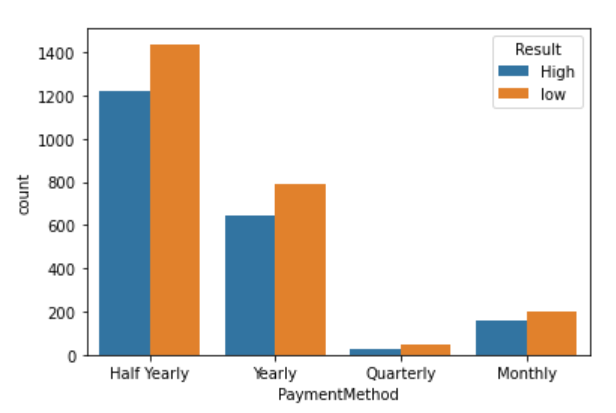 1400
1200
1000
800
600
400
200
0
count
Result
High
low
Half Yearly
Yearly
Quarterly
Monthly
PaymentMethod